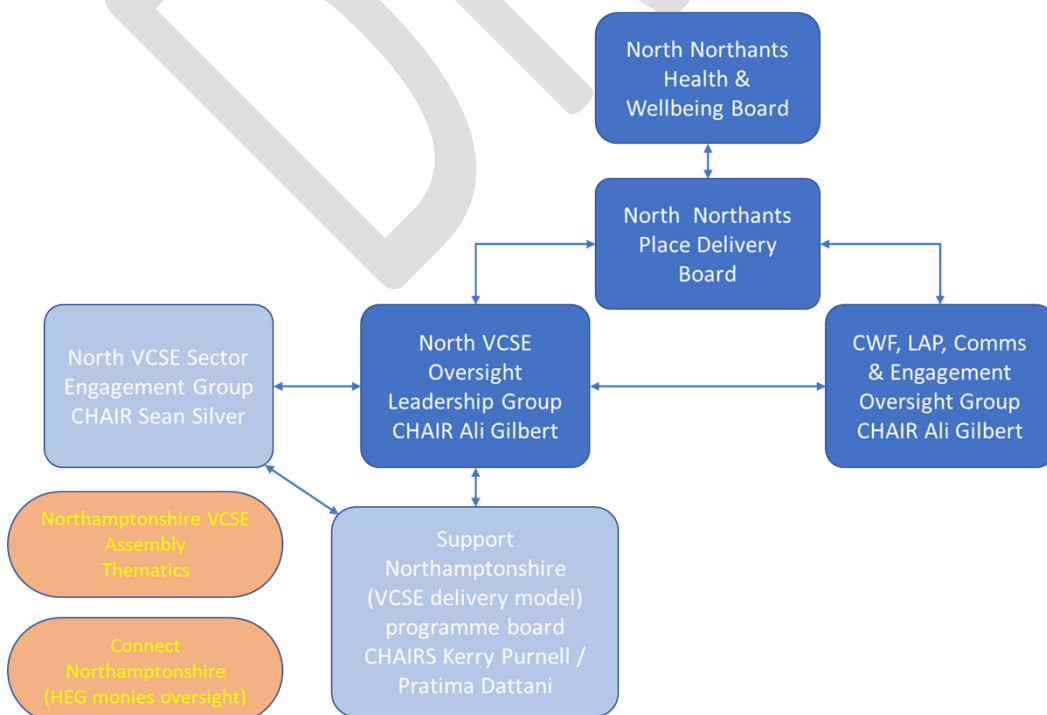 North Northants
Health &
Wellbeing Board
North Northants
Place Delivery
Board
North VCSE Sector
Engagement Group
CHAIR Sean Silver
North VCSE
Oversight
Leadership Group
CHAIR Ali Gilbert
CWF, LAP, Comms
& Engagement
Oversight Group
CHAIR Ali Gilbert
Northamptonshire VCSE
Assembly
Thematics
Support
Northamptonshire
(VCSE delivery model)
programme board
CHAIRS Kerry Purnell /
Pratima Dattani
Connect
Northamptonshire
(HEG monies oversight)